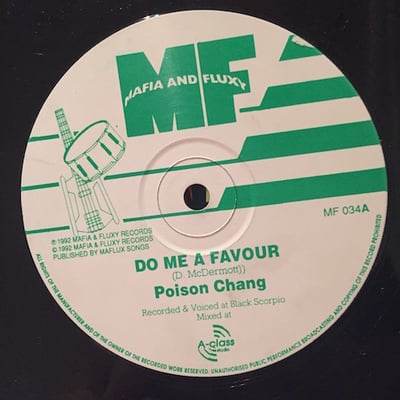 MF
MAFIA AND FLUXY
MF 034A
℗ 1992 MAFIA & FLUXY RECORDS
© 1992 MAFIA & FLUXY RECORDS
PUBLISHED BY MAFLUX SONGS
DO ME A FAVOUR
(D. McDermott))
Poison Chang
Recorded & Voiced at Black Scorpio
Mixed at
A-class
studio
ALL RIGHTS OF THE MANUFACTURER AND OF THE OWNER OF THE RECORDED WORK RESERVED. UNAUTHORISED PUBLIC PERFORMANCE BROADCASTING AND COPYING OF THIS RECORD PROHIBITED